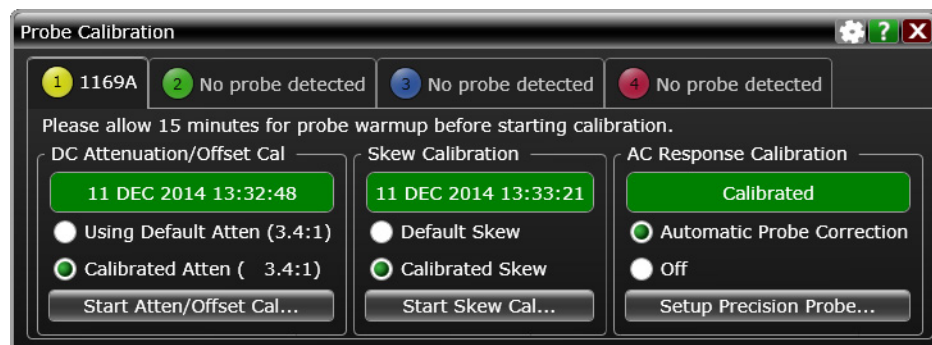 Probe Calibration
?
X
1 1169A
2 No probe detected
3 No probe detected
4 No probe detected
Please allow 15 minutes for probe warmup before starting calibration.
DC Attenuation/Offset Cal
11 DEC 2014 13:32:48
Using Default Atten (3.4:1)
Calibrated Atten (   3.4:1)
Start Atten/Offset Cal...
Skew Calibration
11 DEC 2014 13:33:21
Default Skew
Calibrated Skew
Start Skew Cal...
AC Response Calibration
Calibrated
Automatic Probe Correction
Off
Setup Precision Probe...